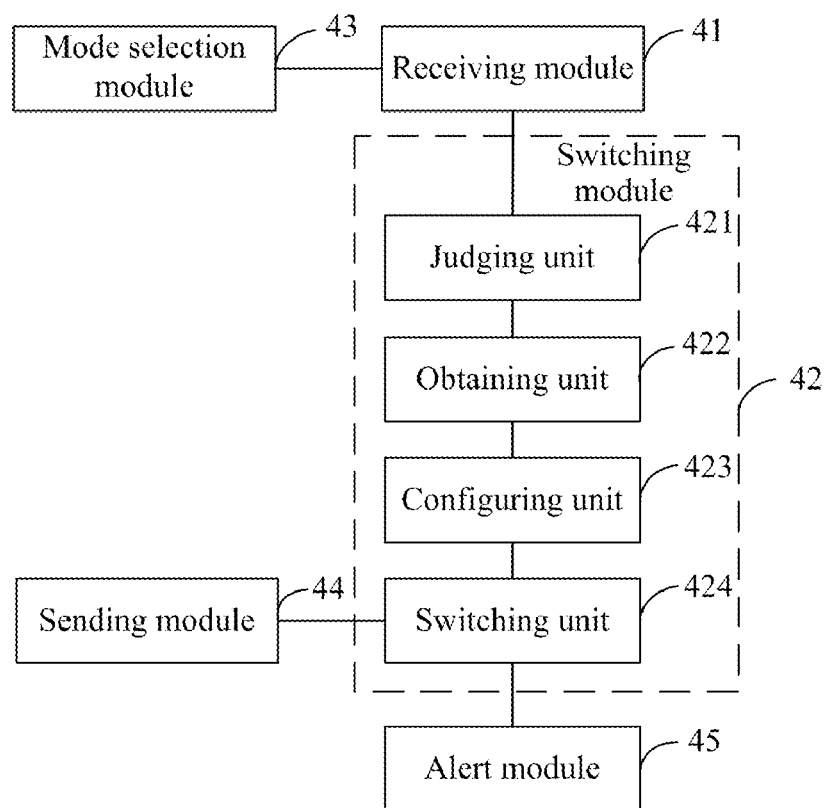 43
41
Mode selection
module
Receiving module
Switching
module
421
Judging unit
422
Obtaining unit
42
423
Configuring unit
44
424
Sending module
Switching unit
45
Alert module